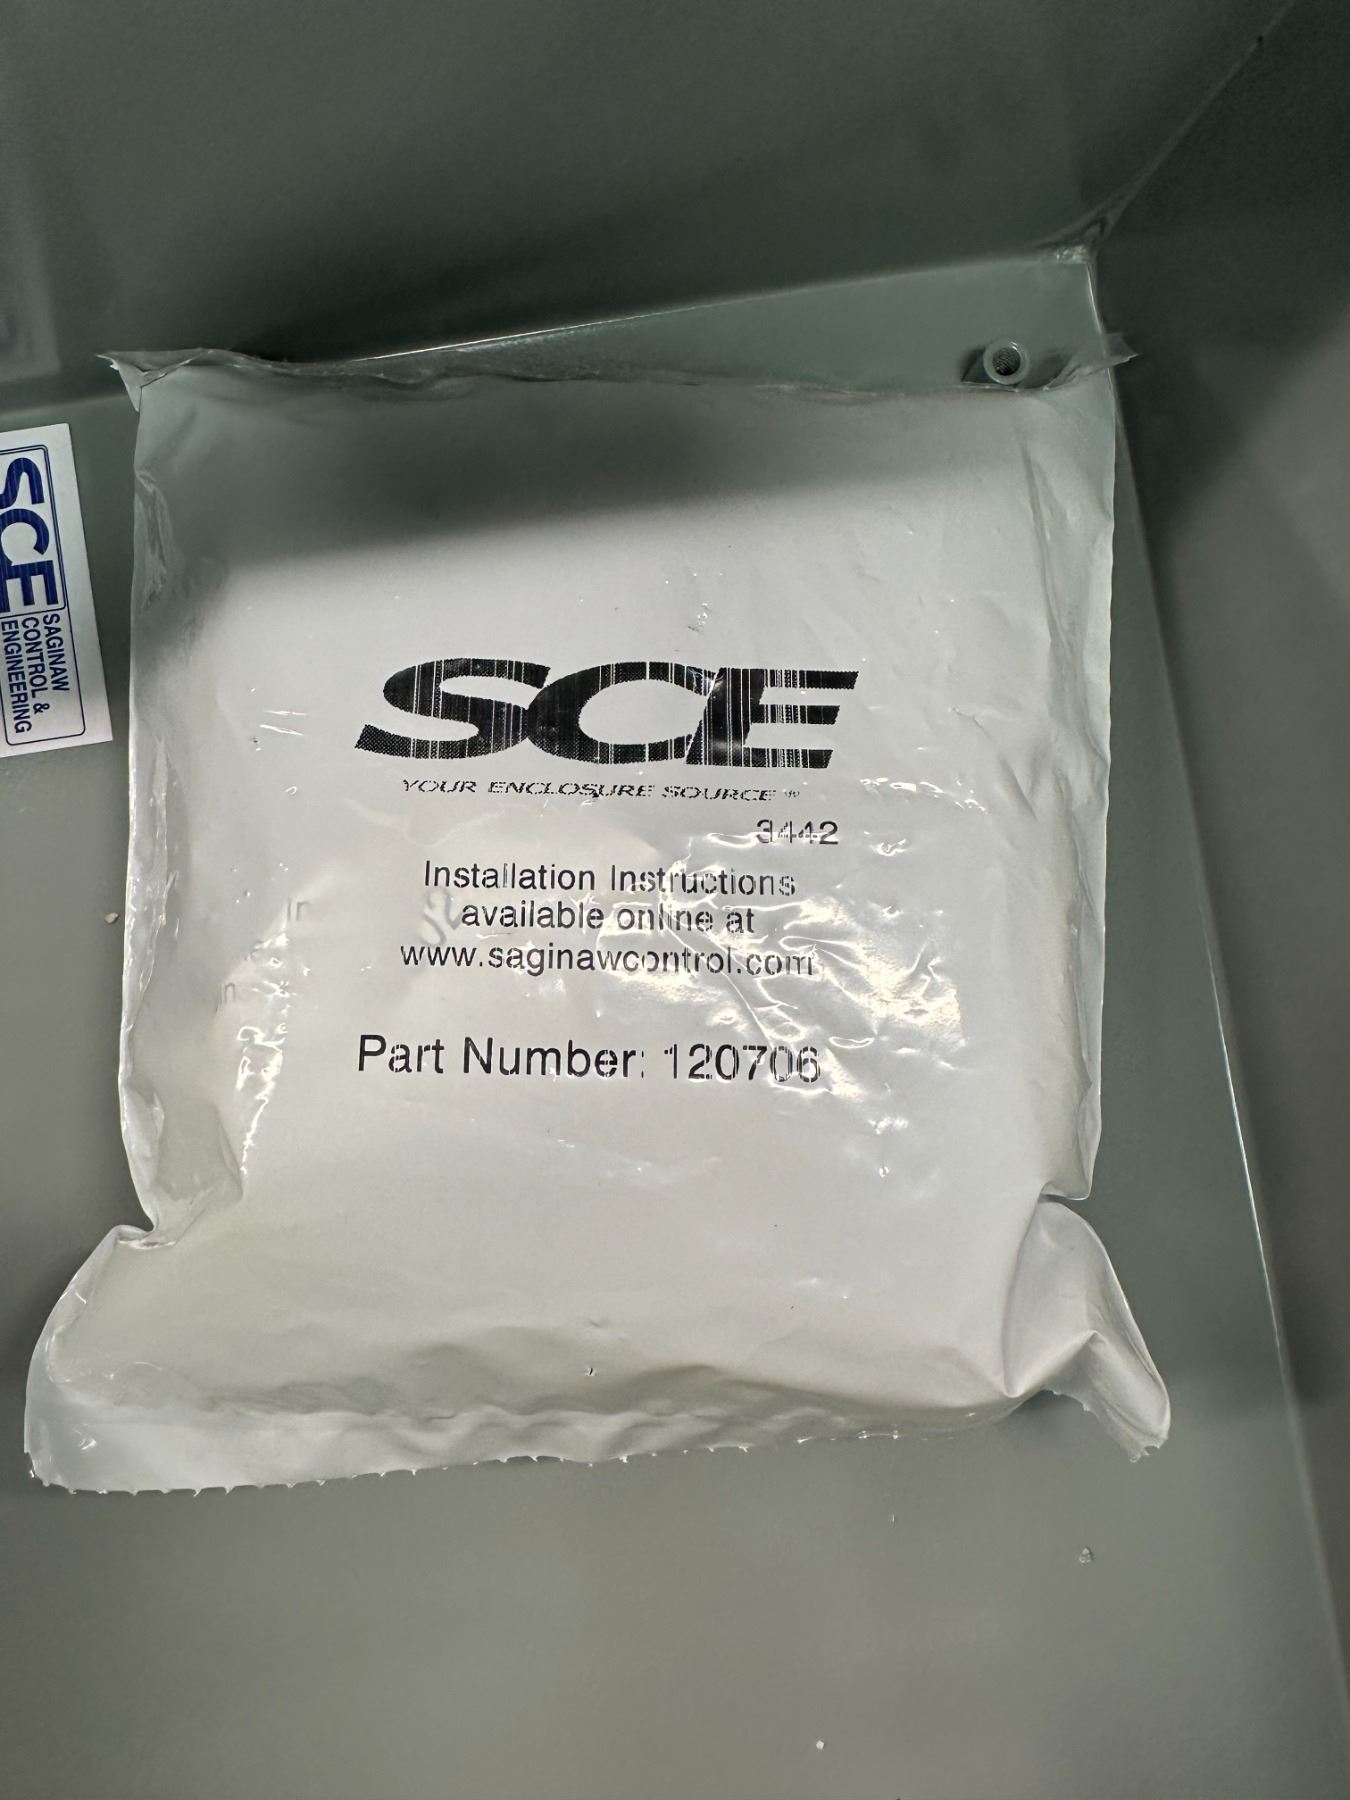 SCE
SAGINAW
CONTROL &
ENGINEERING
SCE
YOUR ENCLOSURE SOURCE ®
3442
Installation Instructions
available online at
www.saginawcontrol.com
Part Number: 120706